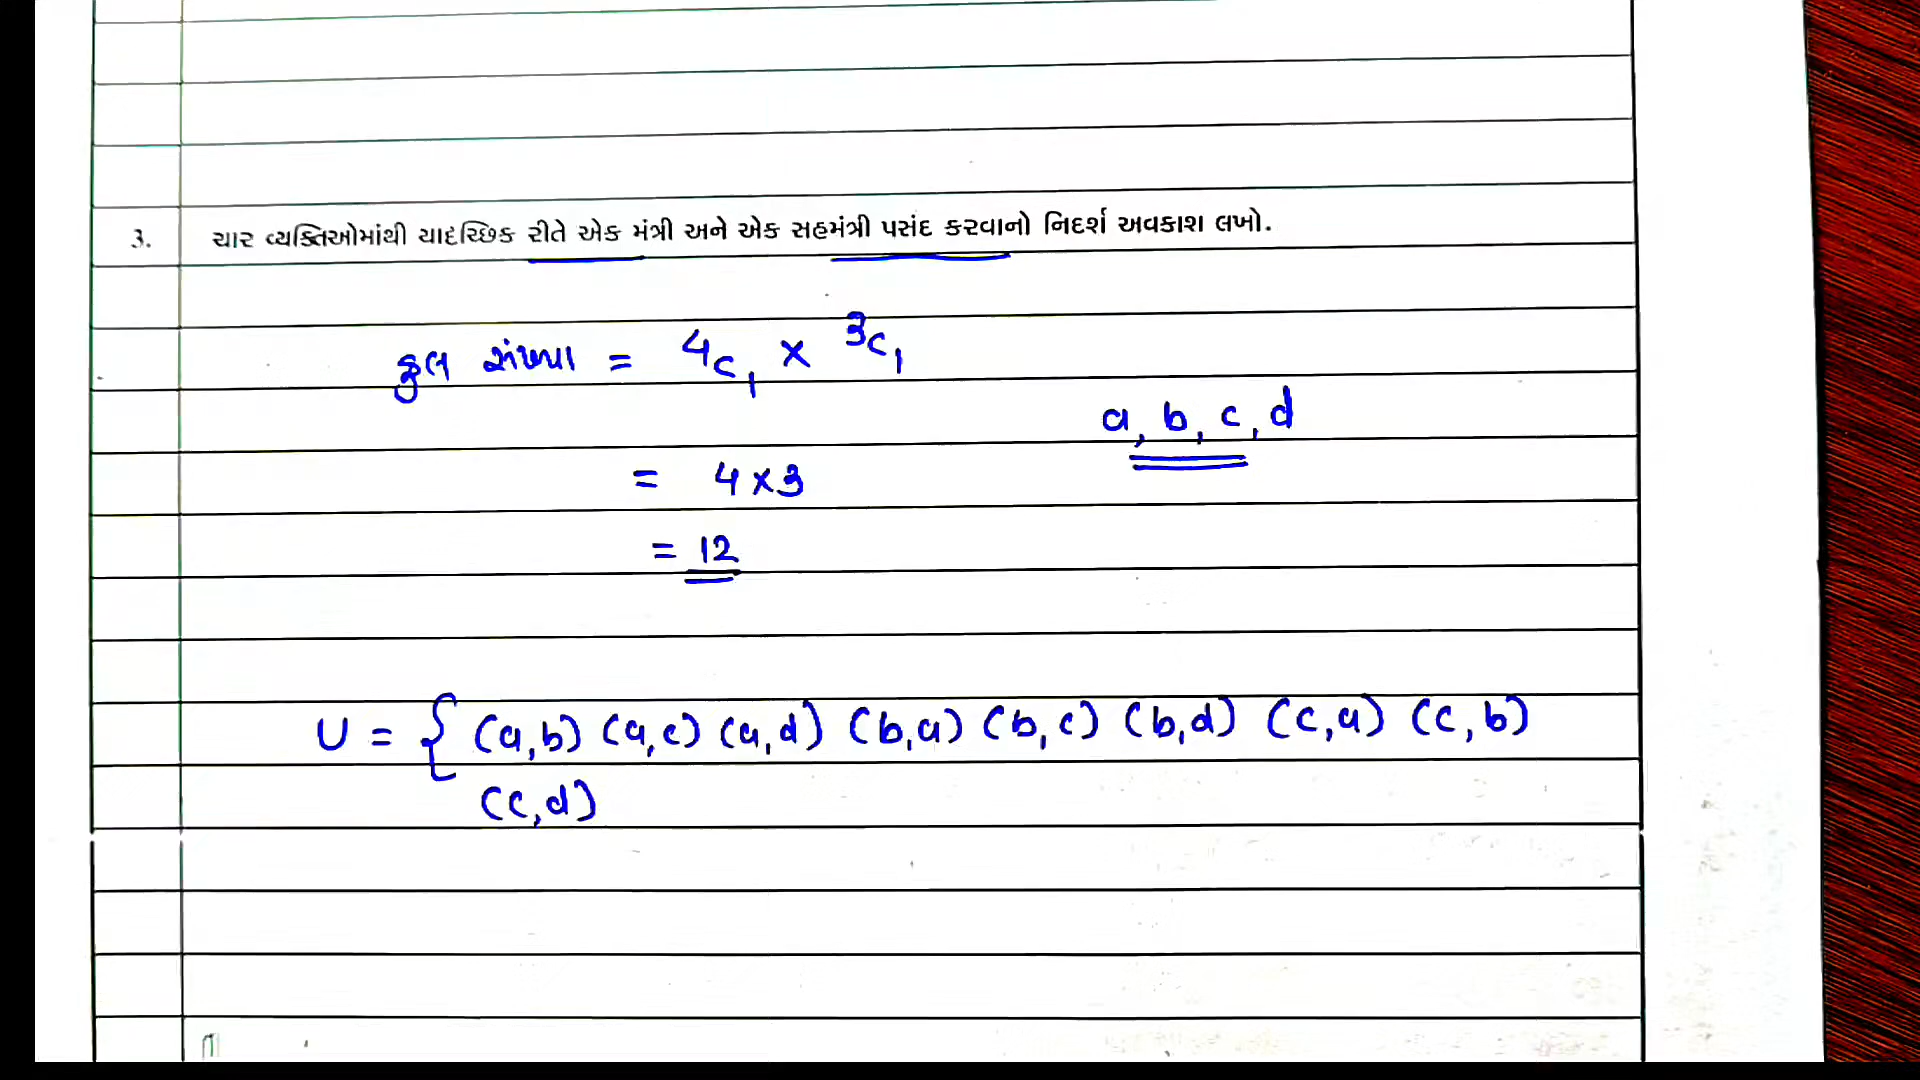 3. ચાર વ્યક્તિઓમાંથી યાદચ્છિક રીતે એક મંત્રી અને એક સહમંત્રી પસંદ કરવાનો નિદર્શ અવકાશ લખો.
કુલ સંખ્યા = 4c₁ × ³c₁
a, b, c, d
= 4 × 3
= 12
U = { (a,b) (a,c) (a,d) (b,a) (b,c) (b,d) (c,a) (c,b)
(c,d)